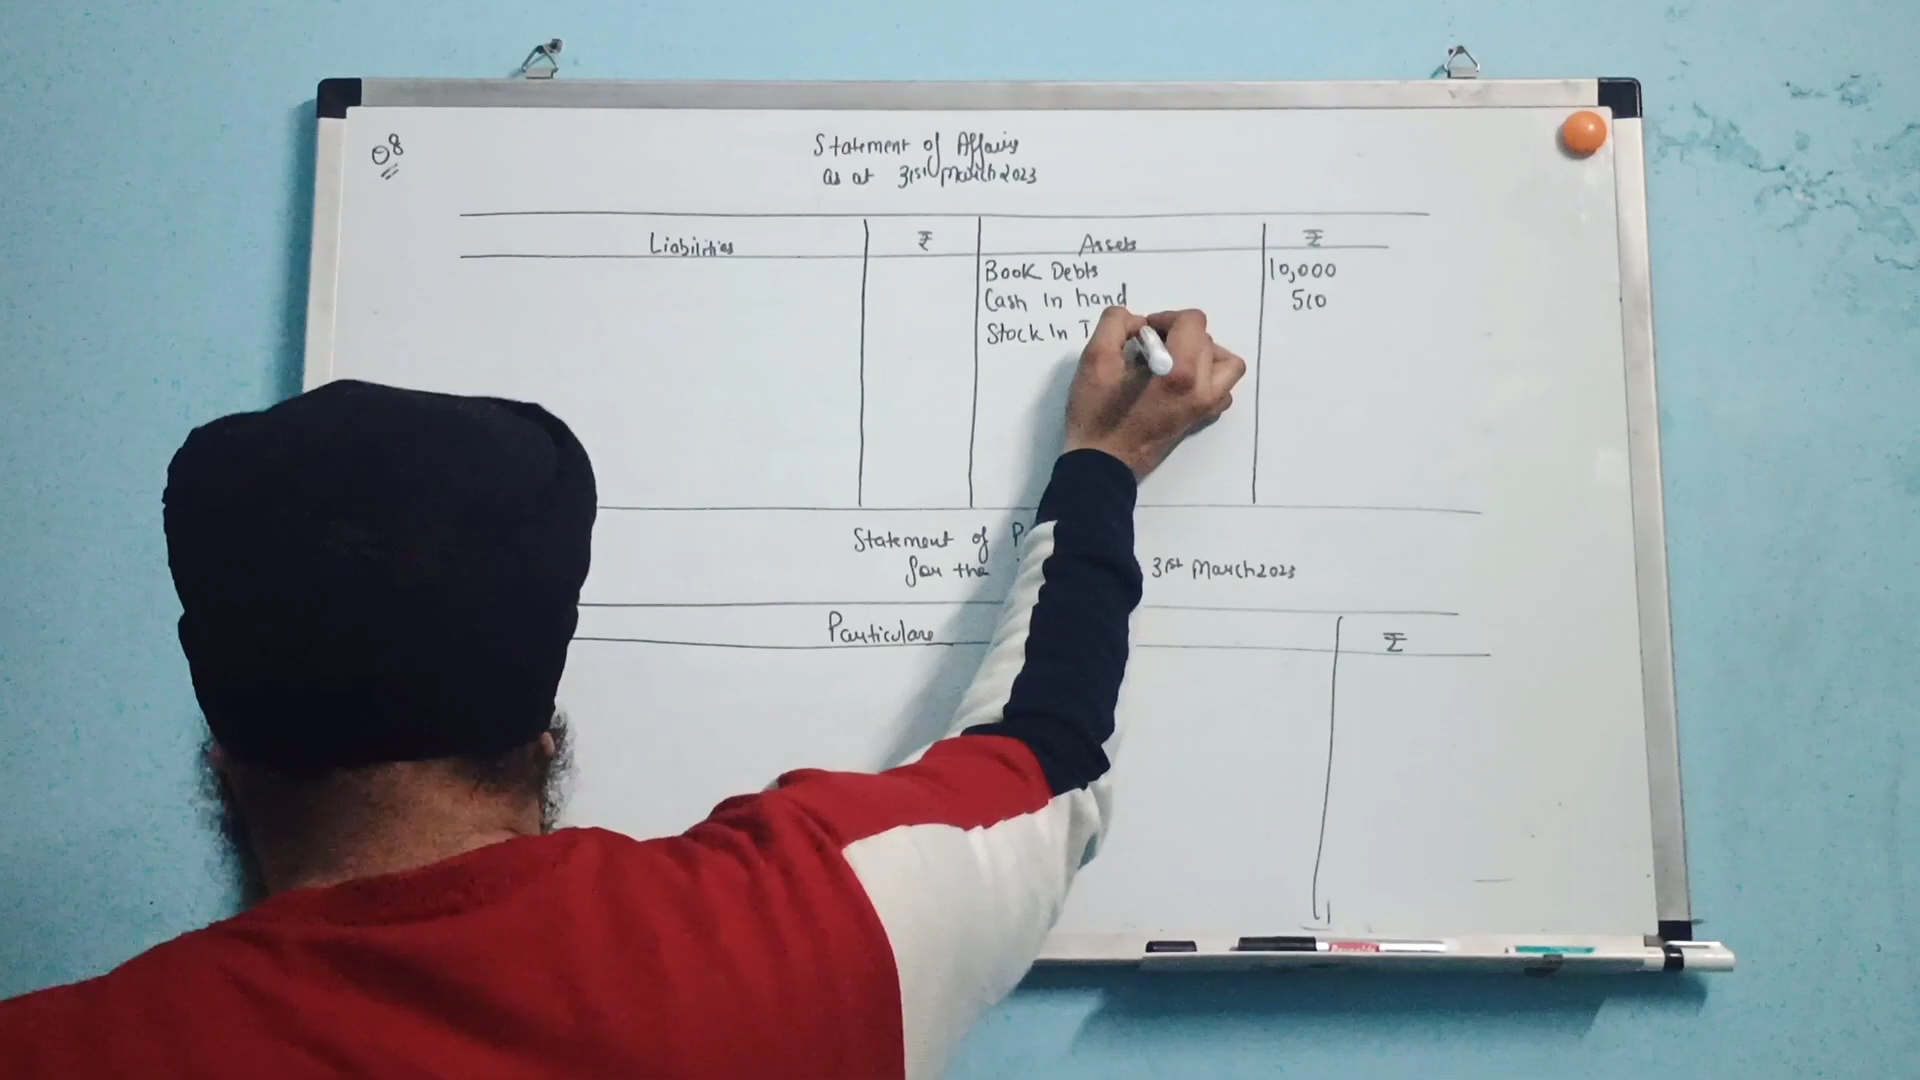 Q8
Statement of Affairs
as at 31st March 2023
Liabilities ₹ Assets ₹
Book Debts 10,000
Cash In hand 510
Stock In T
Statement of P
for the 31st March 2023
Particulars ₹